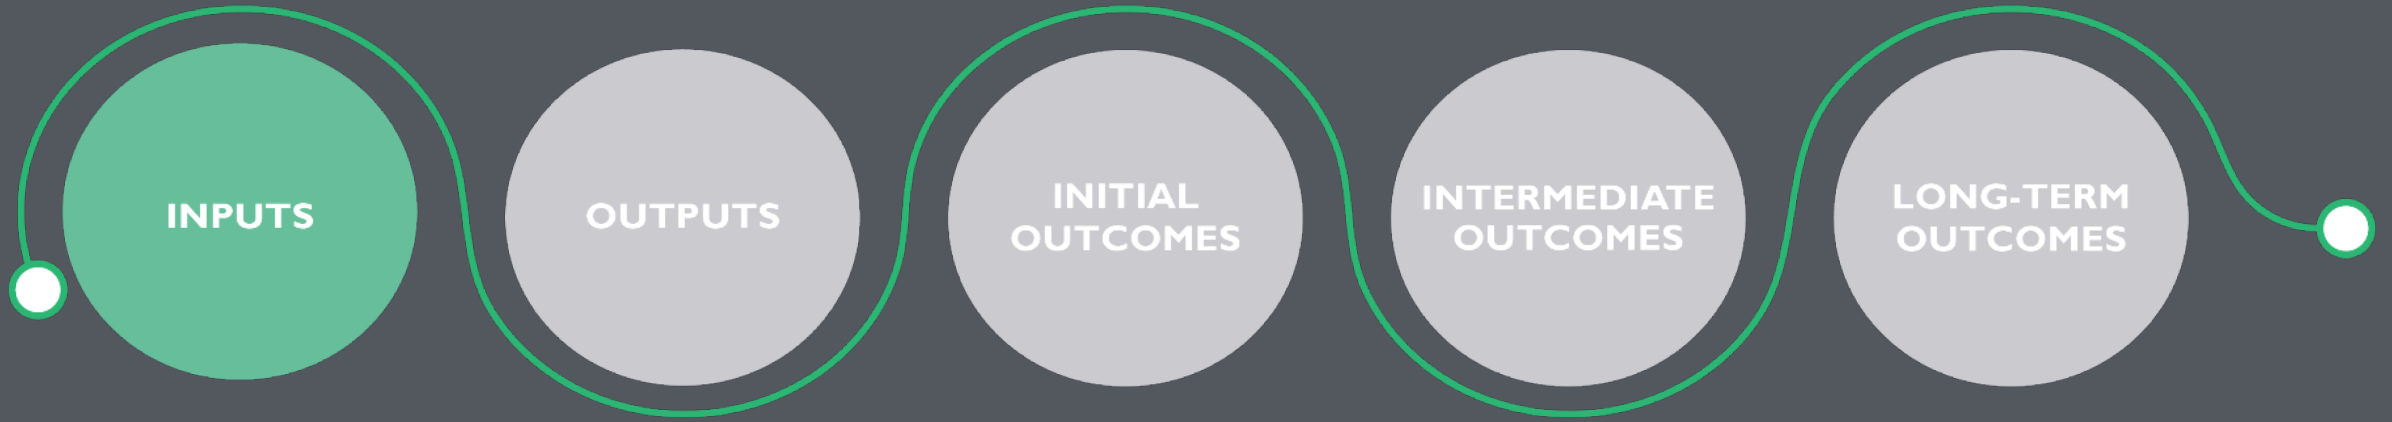 INPUTS
OUTPUTS
INITIAL
OUTCOMES
INTERMEDIATE
OUTCOMES
LONG-TERM
OUTCOMES